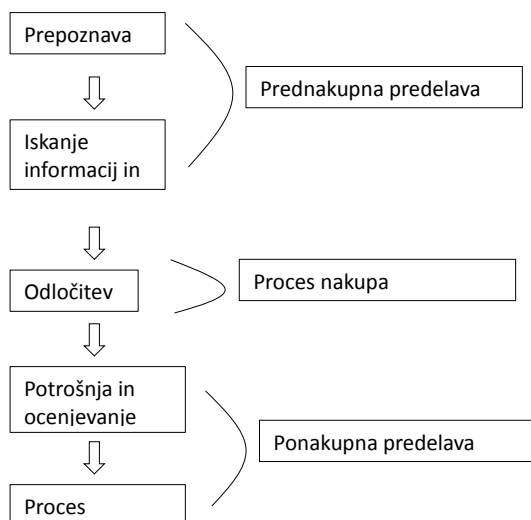 Prepoznava
Prednakupna predelava
Iskanje
informacij in
Odločitev
Proces nakupa
Potrošnja in
ocenjevanje
Ponakupna predelava
Proces